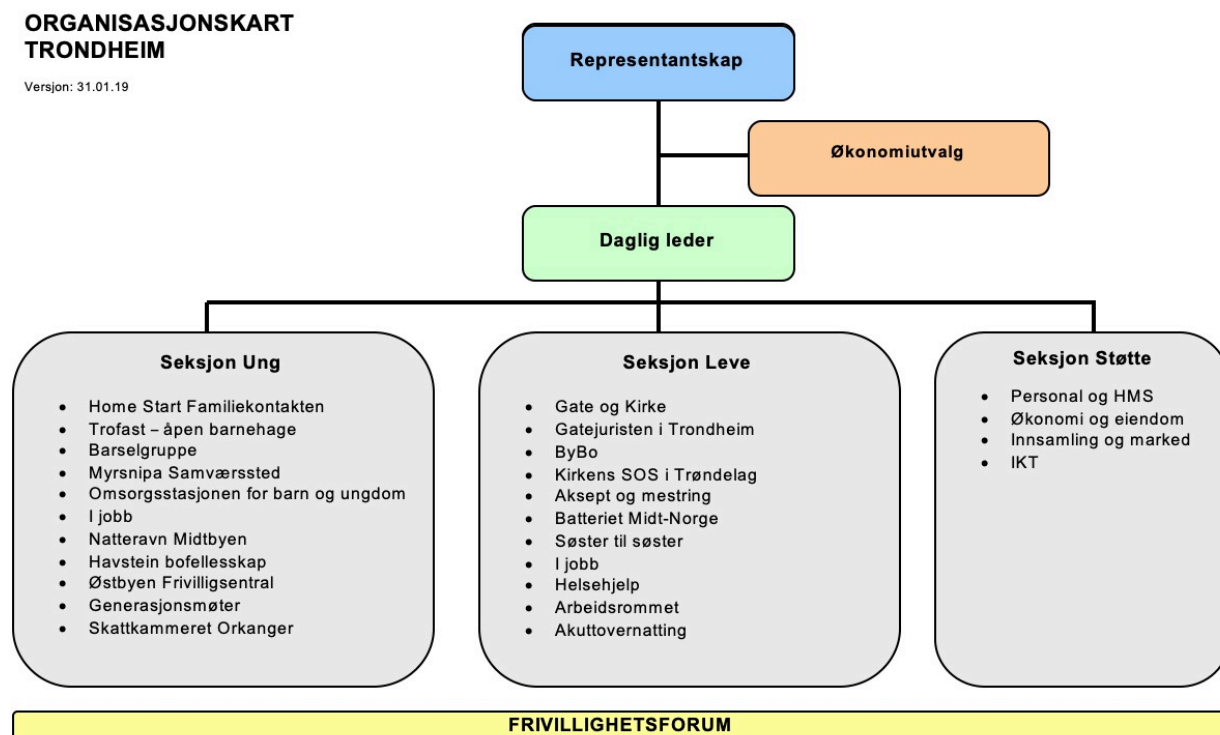 ORGANISASJONSKART
TRONDHEIM
Versjon: 31.01.19
Representantskap
Økonomiutvalg
Daglig leder
Seksjon Ung
• Home Start Familiekontakten
• Trofast – åpen barnehage
• Barselgruppe
• Myrsnipa Samværssted
• Omsorgsstasjonen for barn og ungdom
• I jobb
• Natteravn Midtbyen
• Havstein bofellesskap
• Østbyen Frivilligsentral
• Generasjonsmøter
• Skattkammeret Orkanger
Seksjon Leve
• Gate og Kirke
• Gatejuristen i Trondheim
• ByBo
• Kirkens SOS i Trøndelag
• Aksept og mestring
• Batteriet Midt-Norge
• Søster til søster
• I jobb
• Helsehjelp
• Arbeidsrommet
• Akuttovernatting
Seksjon Støtte
• Personal og HMS
• Økonomi og eiendom
• Innsamling og marked
• IKT
FRIVILLIGHETSFORUM